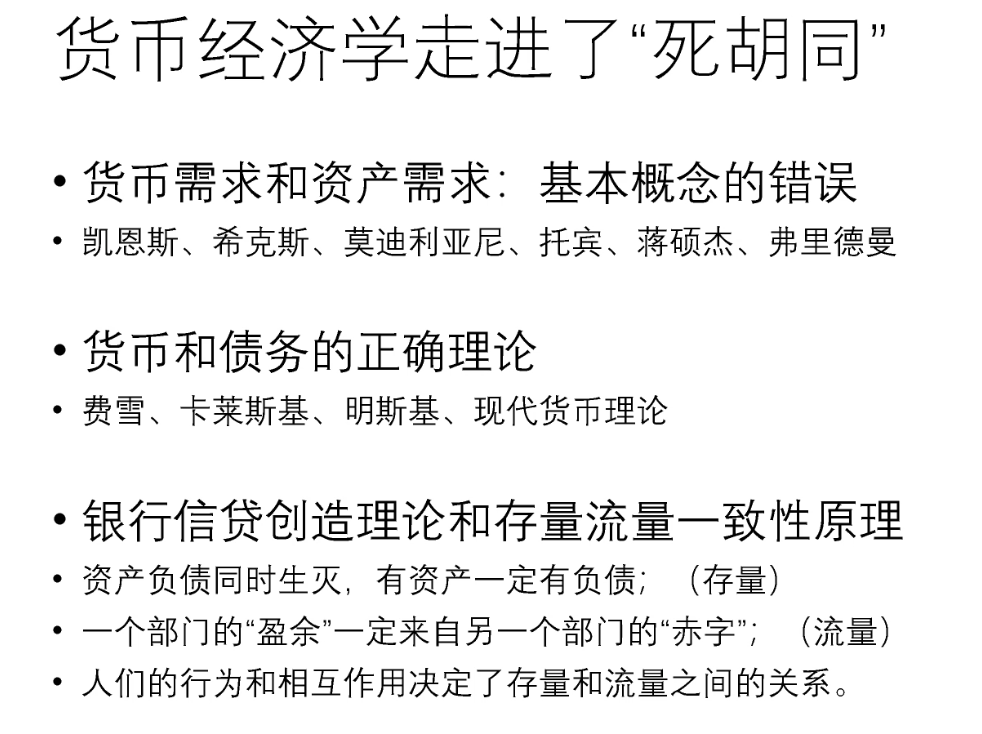 货币经济学走进了“死胡同”
• 货币需求和资产需求：基本概念的错误
• 凯恩斯、希克斯、莫迪利亚尼、托宾、蒋硕杰、弗里德曼
• 货币和债务的正确理论
• 费雪、卡莱斯基、明斯基、现代货币理论
• 银行信贷创造理论和存量流量一致性原理
• 资产负债同时生灭，有资产一定有负债；（存量）
• 一个部门的“盈余”一定来自另一个部门的“赤字”；（流量）
• 人们的行为和相互作用决定了存量和流量之间的关系。